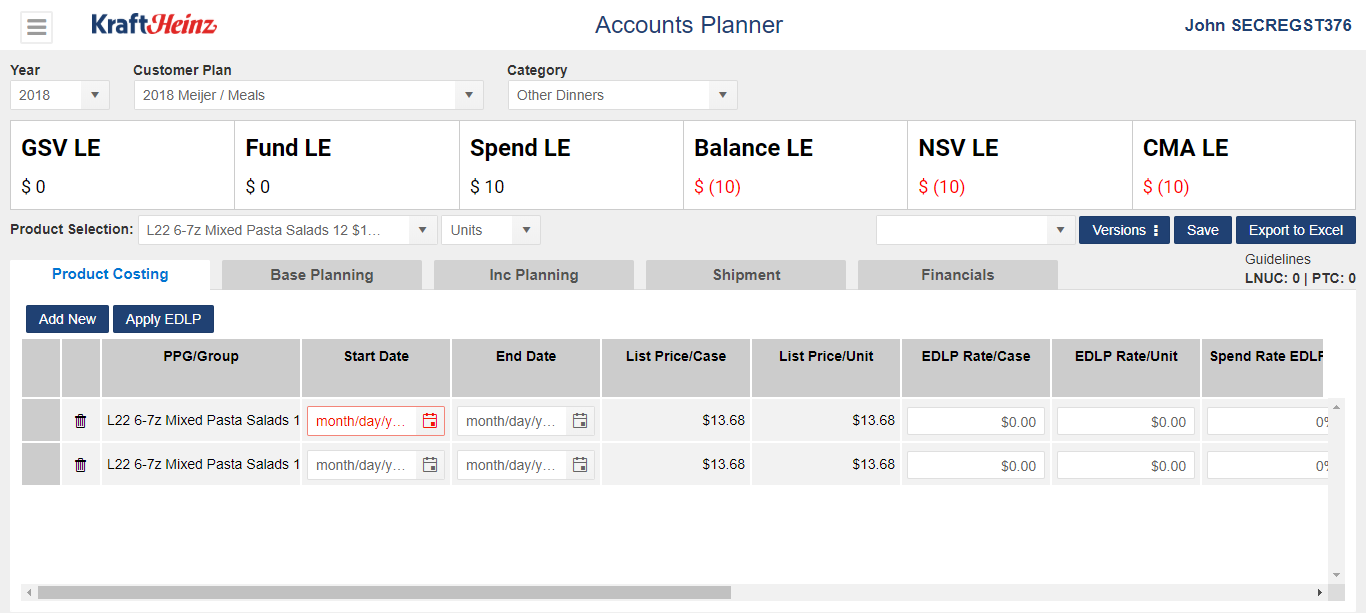 KraftHeinz Accounts Planner John SECREGST376
Year Customer Plan Category
2018 2018 Meijer / Meals Other Dinners
GSV LE Fund LE Spend LE Balance LE NSV LE CMA LE
$ 0 $ 0 $ 10 $ (10) $ (10) $ (10)
Product Selection: L22 6-7z Mixed Pasta Salads 12 $1... Units Versions Save Export to Excel
Guidelines
Product Costing Base Planning Inc Planning Shipment Financials
LNUC: 0 | PTC: 0
Add New Apply EDLP
PPG/Group Start Date End Date List Price/Case List Price/Unit EDLP Rate/Case EDLP Rate/Unit Spend Rate EDLP
L22 6-7z Mixed Pasta Salads 1 month/day/y... month/day/y... $13.68 $13.68 $0.00 $0.00 0%
L22 6-7z Mixed Pasta Salads 1 month/day/y... month/day/y... $13.68 $13.68 $0.00 $0.00 0%